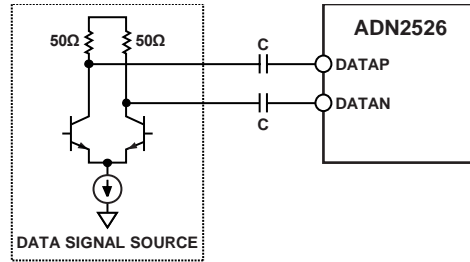 50Ω 50Ω
C
ADN2526
DATAP
DATAN
C
DATA SIGNAL SOURCE